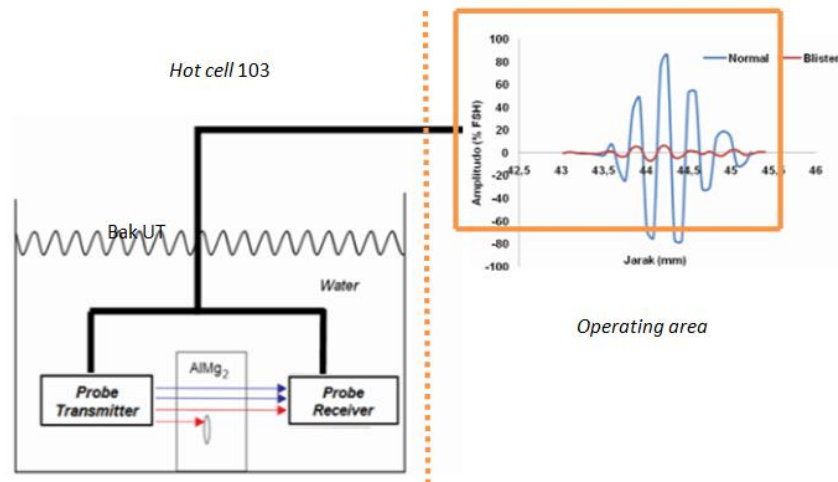 Hot cell 103
Bak UT
Water
AlMg2
Probe
Transmitter
Probe
Receiver
100
80
60
40
20
0
-20
-40
-60
-80
-100
Amplitudo (% FSH)
Normal
Blister
42,5 43 43,5 44 44,5 45 45,5 46
Jarak (mm)
Operating area